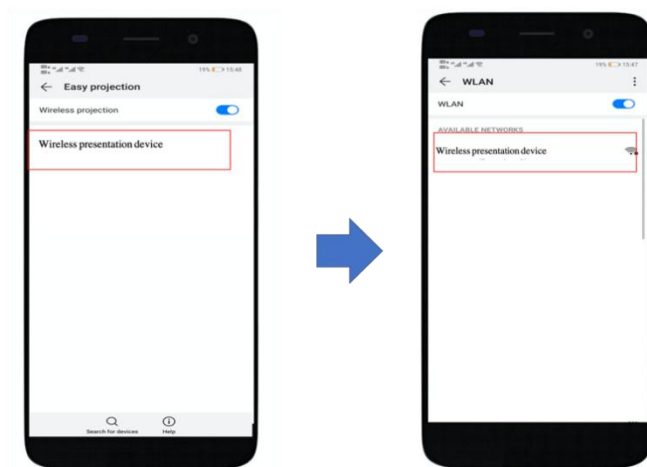 19% 15:48
Easy projection
Wireless projection
Wireless presentation device
Search for devices
Help
19% 15:47
WLAN
WLAN
AVAILABLE NETWORKS
Wireless presentation device